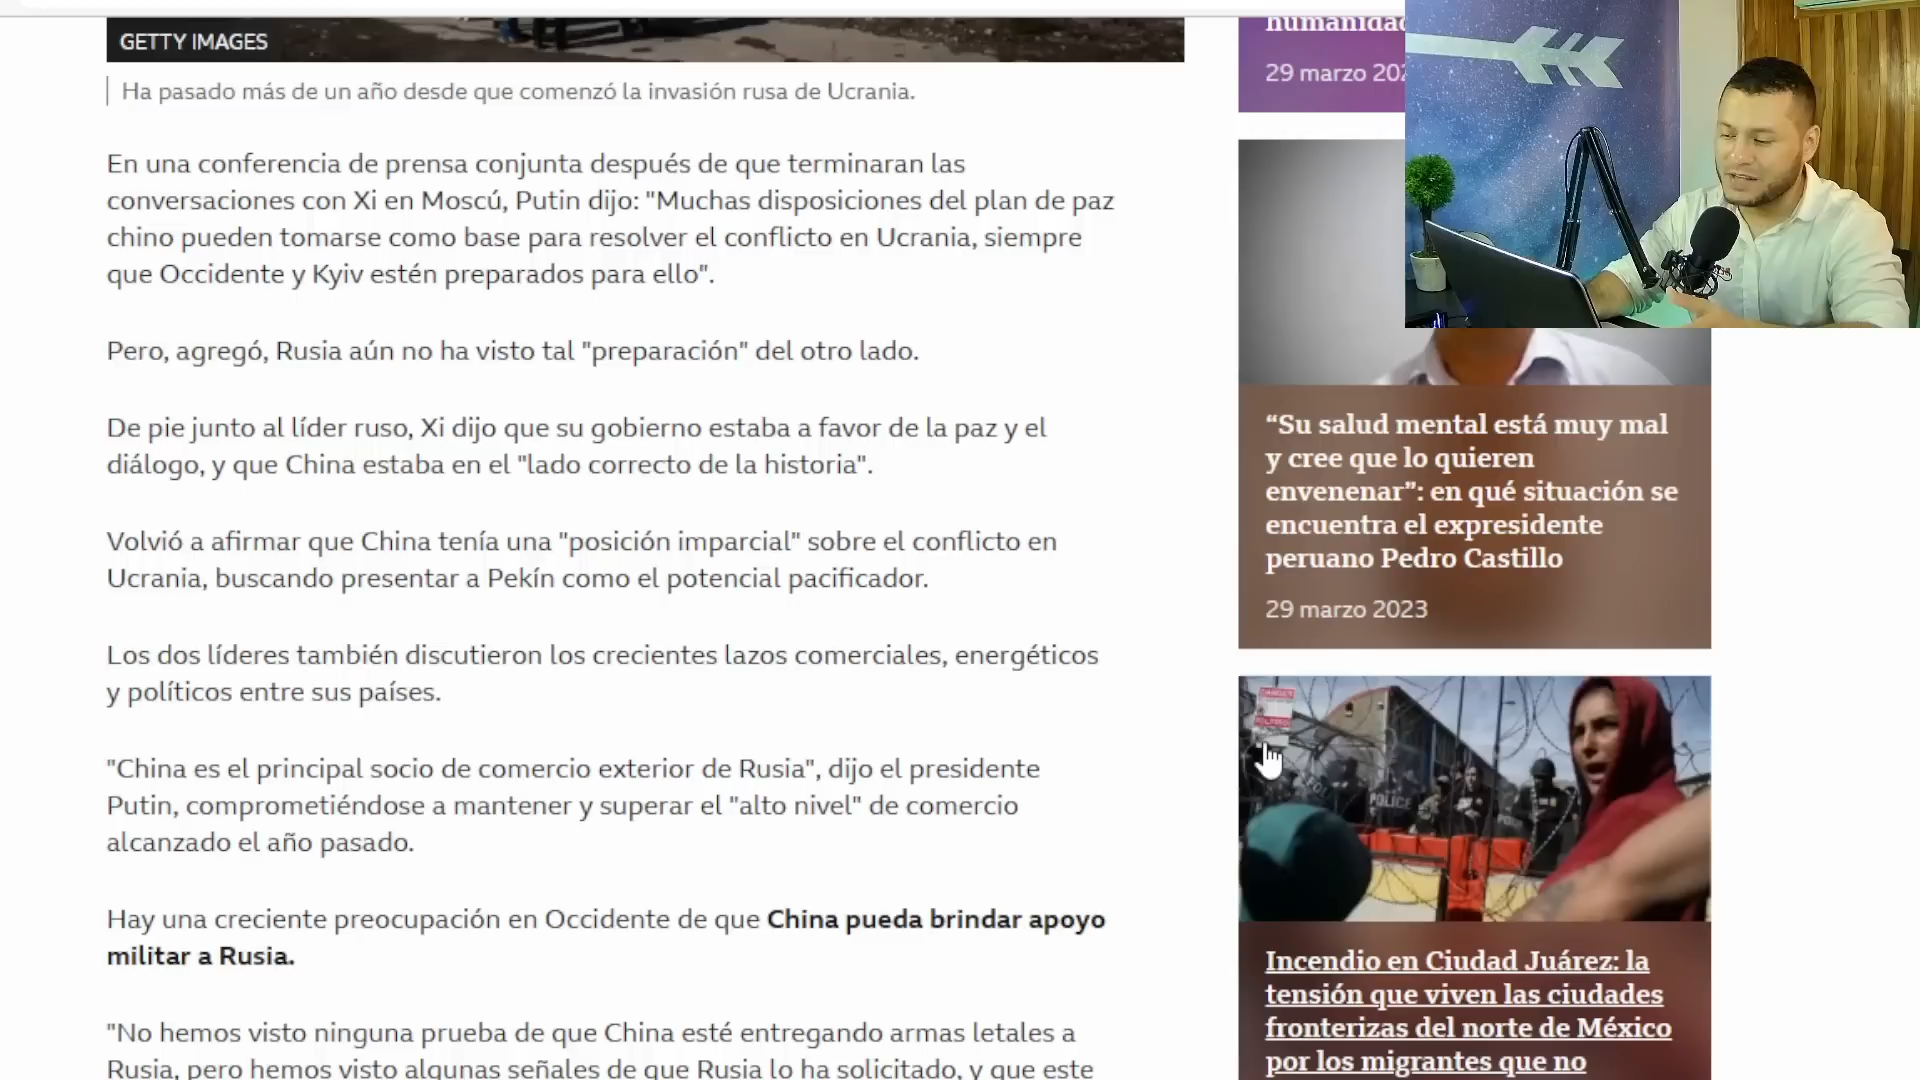 GETTY IMAGES
Ha pasado más de un año desde que comenzó la invasión rusa de Ucrania.
En una conferencia de prensa conjunta después de que terminaran las
conversaciones con Xi en Moscú, Putin dijo: "Muchas disposiciones del plan de paz
chino pueden tomarse como base para resolver el conflicto en Ucrania, siempre
que Occidente y Kyiv estén preparados para ello".
Pero, agregó, Rusia aún no ha visto tal "preparación" del otro lado.
De pie junto al líder ruso, Xi dijo que su gobierno estaba a favor de la paz y el
diálogo, y que China estaba en el "lado correcto de la historia".
Volvió a afirmar que China tenía una "posición imparcial" sobre el conflicto en
Ucrania, buscando presentar a Pekín como el potencial pacificador.
Los dos líderes también discutieron los crecientes lazos comerciales, energéticos
y políticos entre sus países.
"China es el principal socio de comercio exterior de Rusia", dijo el presidente
Putin, comprometiéndose a mantener y superar el "alto nivel" de comercio
alcanzado el año pasado.
Hay una creciente preocupación en Occidente de que China pueda brindar apoyo
militar a Rusia.
"No hemos visto ninguna prueba de que China esté entregando armas letales a
Rusia, pero hemos visto algunas señales de que Rusia lo ha solicitado, y que este
humanidad
29 marzo 202
“Su salud mental está muy mal
y cree que lo quieren
envenenar”: en qué situación se
encuentra el expresidente
peruano Pedro Castillo
29 marzo 2023
POLICE
Incendio en Ciudad Juárez: la
tensión que viven las ciudades
fronterizas del norte de México
por los migrantes que no